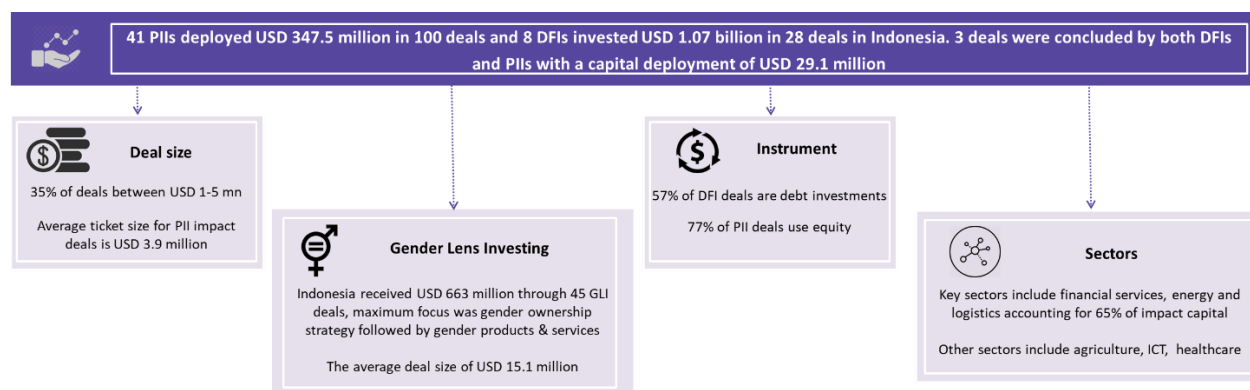 41 PIIs deployed USD 347.5 million in 100 deals and 8 DFIs invested USD 1.07 billion in 28 deals in Indonesia. 3 deals were concluded by both DFIs
and PIIs with a capital deployment of USD 29.1 million
Deal size
35% of deals between USD 1-5 mn
Average ticket size for PII impact
deals is USD 3.9 million
Gender Lens Investing
Indonesia received USD 663 million through 45 GLI
deals, maximum focus was gender ownership
strategy followed by gender products & services
The average deal size of USD 15.1 million
Instrument
57% of DFI deals are debt investments
77% of PII deals use equity
Sectors
Key sectors include financial services, energy and
logistics accounting for 65% of impact capital
Other sectors include agriculture, ICT, healthcare